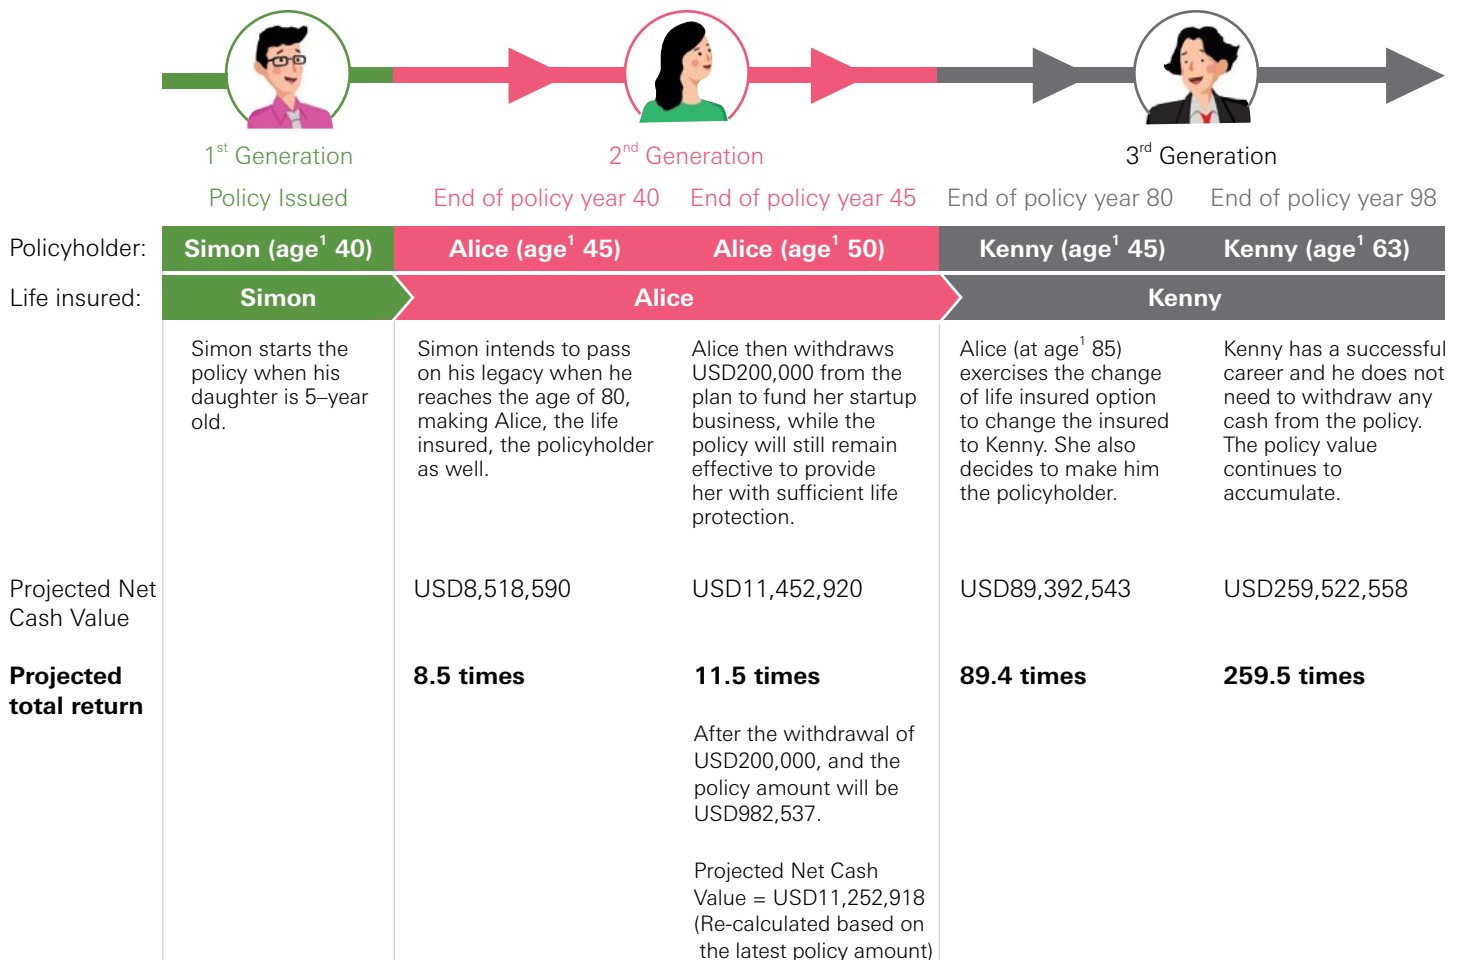 1st Generation
2nd Generation
3rd Generation
Policy Issued
End of policy year 40
End of policy year 45
End of policy year 80
End of policy year 98
Policyholder:
Simon (age1 40)
Alice (age1 45)
Alice (age1 50)
Kenny (age1 45)
Kenny (age1 63)
Life insured:
Simon
Alice
Kenny
Simon starts the
policy when his
daughter is 5–year
old.
Simon intends to pass
on his legacy when he
reaches the age of 80,
making Alice, the life
insured, the policyholder
as well.
Alice then withdraws
USD200,000 from the
plan to fund her startup
business, while the
policy will still remain
effective to provide
her with sufficient life
protection.
Alice (at age1 85)
exercises the change
of life insured option
to change the insured
to Kenny. She also
decides to make him
the policyholder.
Kenny has a successful
career and he does not
need to withdraw any
cash from the policy.
The policy value
continues to
accumulate.
Projected Net
Cash Value
USD8,518,590
USD11,452,920
USD89,392,543
USD259,522,558
Projected
total return
8.5 times
11.5 times
89.4 times
259.5 times
After the withdrawal of
USD200,000, and the
policy amount will be
USD982,537.
Projected Net Cash
Value = USD11,252,918
(Re-calculated based on
the latest policy amount)